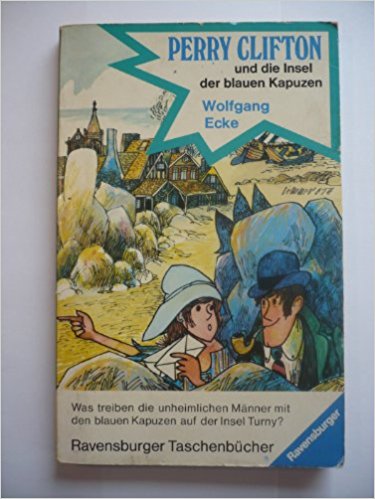 PERRY CLIFTON
und die Insel
der blauen Kapuzen
Wolfgang
Ecke
Was treiben die unheimlichen Männer mit
den blauen Kapuzen auf der Insel Turny?
Ravensburger Taschenbücher
Ravensburger